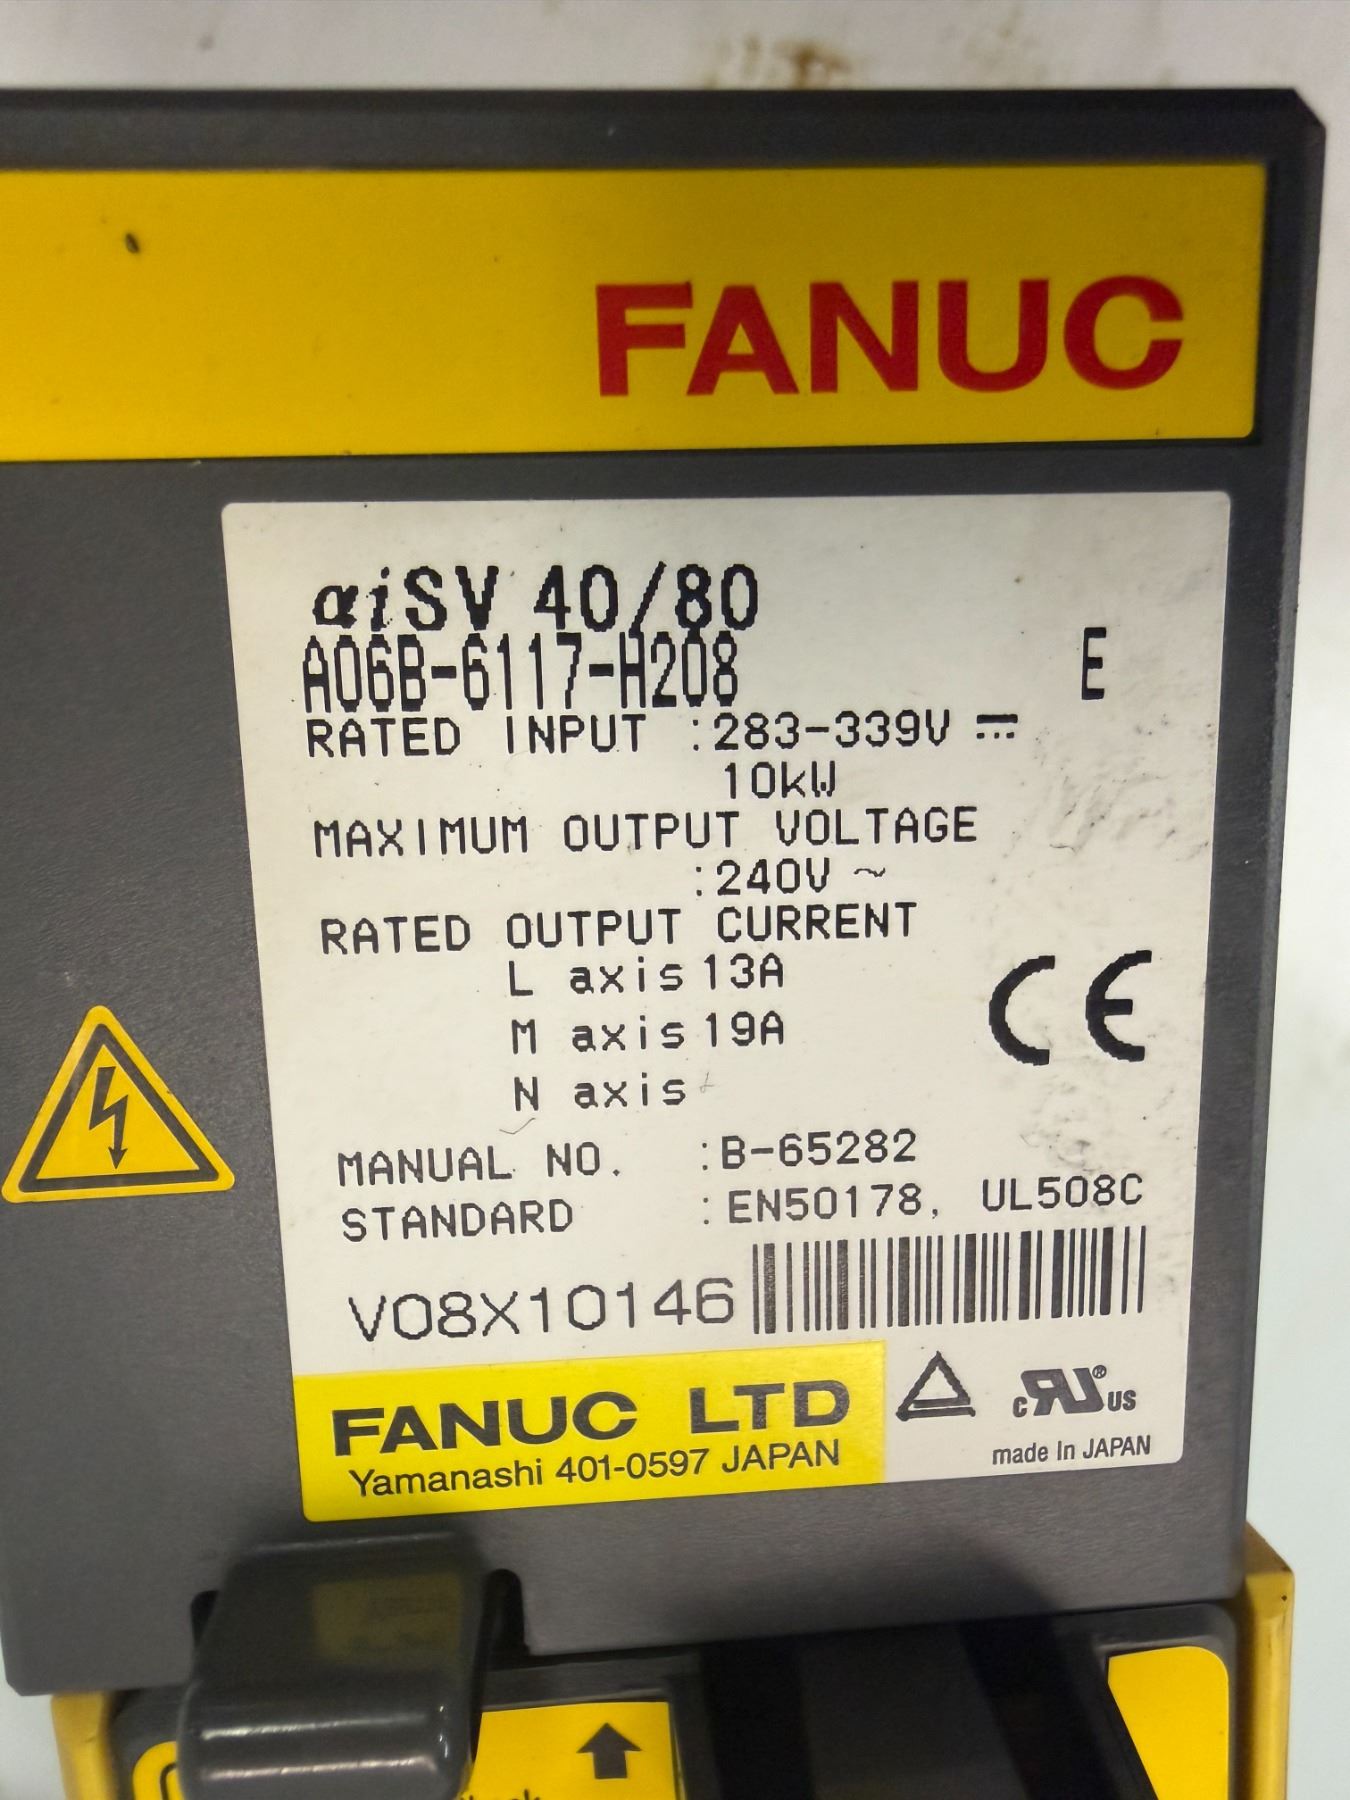 FANUC
αiSV 40/80
A06B-6117-H208 E
RATED INPUT :283-339V ⎓
10kW
MAXIMUM OUTPUT VOLTAGE
:240V ~
RATED OUTPUT CURRENT
L axis 13A
M axis 19A
N axis
CE
MANUAL NO. :B-65282
STANDARD :EN50178, UL508C
V08X10146
FANUC LTD
Yamanashi 401-0597 JAPAN
c RU ® US
made in JAPAN